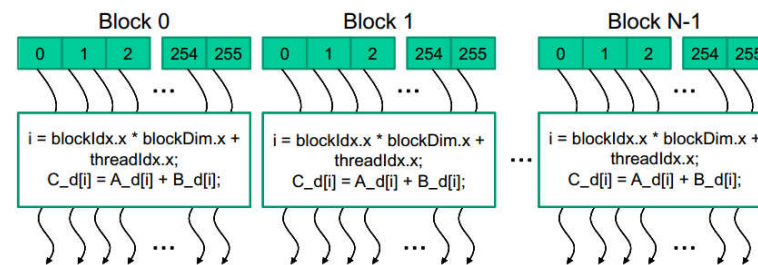 Block 0
Block 1
Block N-1
0 1 2 254 255
0 1 2 254 255
0 1 2 254 255
... ... ...
i = blockIdx.x * blockDim.x +
threadIdx.x;
C_d[i] = A_d[i] + B_d[i];
i = blockIdx.x * blockDim.x +
threadIdx.x;
C_d[i] = A_d[i] + B_d[i];
...
i = blockIdx.x * blockDim.x +
threadIdx.x;
C_d[i] = A_d[i] + B_d[i];
... ... ...